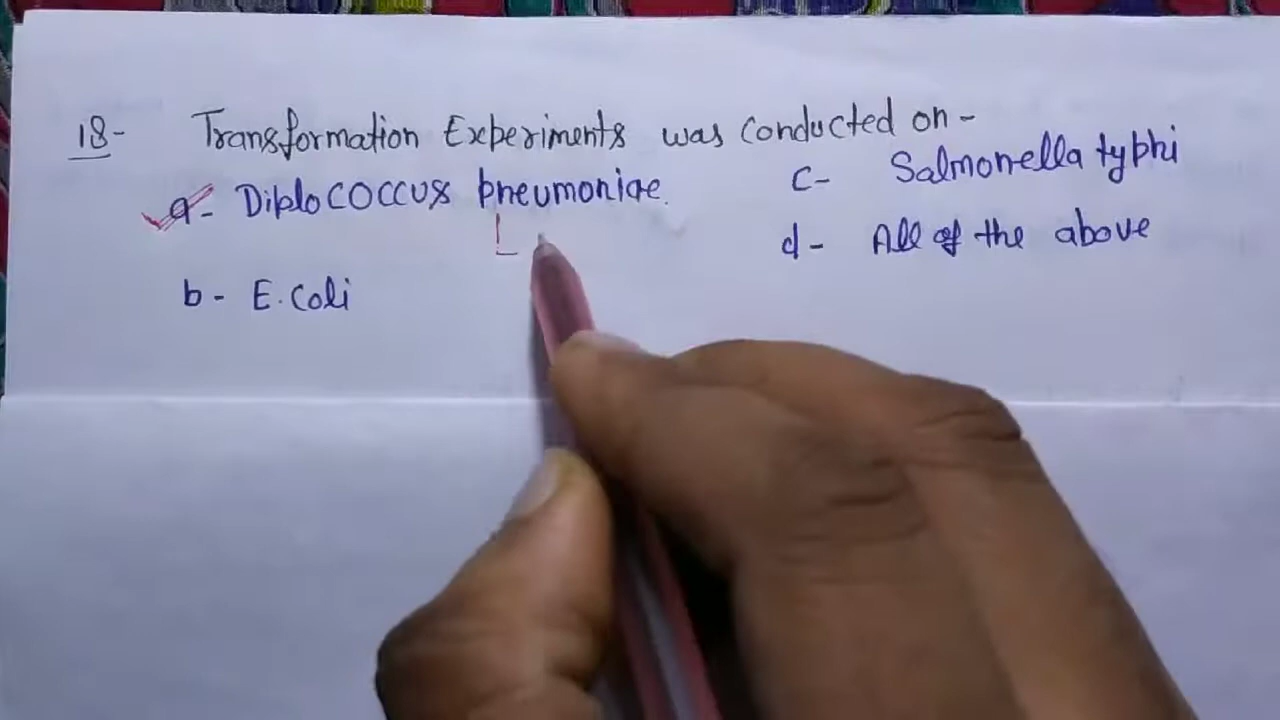 18- Transformation Experiments was conducted on-
a- Diplococcus pneumoniae.
b- E. coli
c- Salmonella typhi
d- All of the above